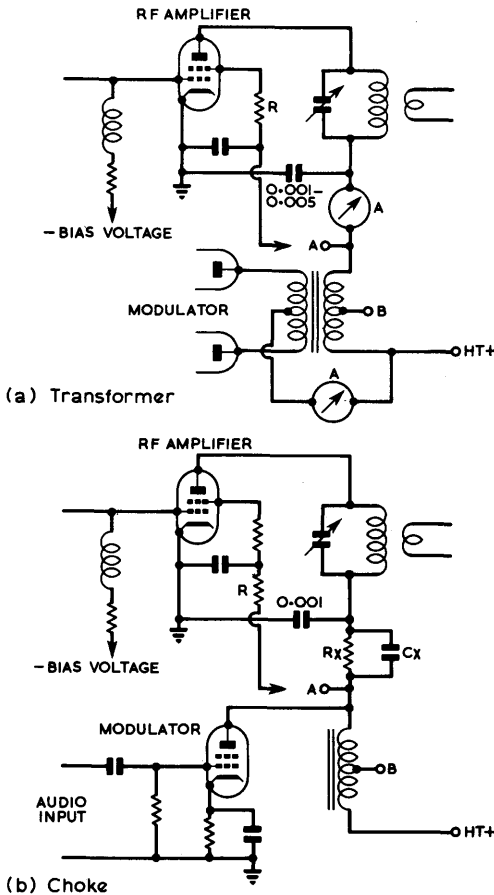 RF AMPLIFIER
R
0.001-
0.005
A
-BIAS VOLTAGE
A
MODULATOR
B
HT+
A
(a) Transformer
RF AMPLIFIER
R
0.001
Rx
Cx
-BIAS VOLTAGE
A
MODULATOR
B
AUDIO
INPUT
HT+
(b) Choke